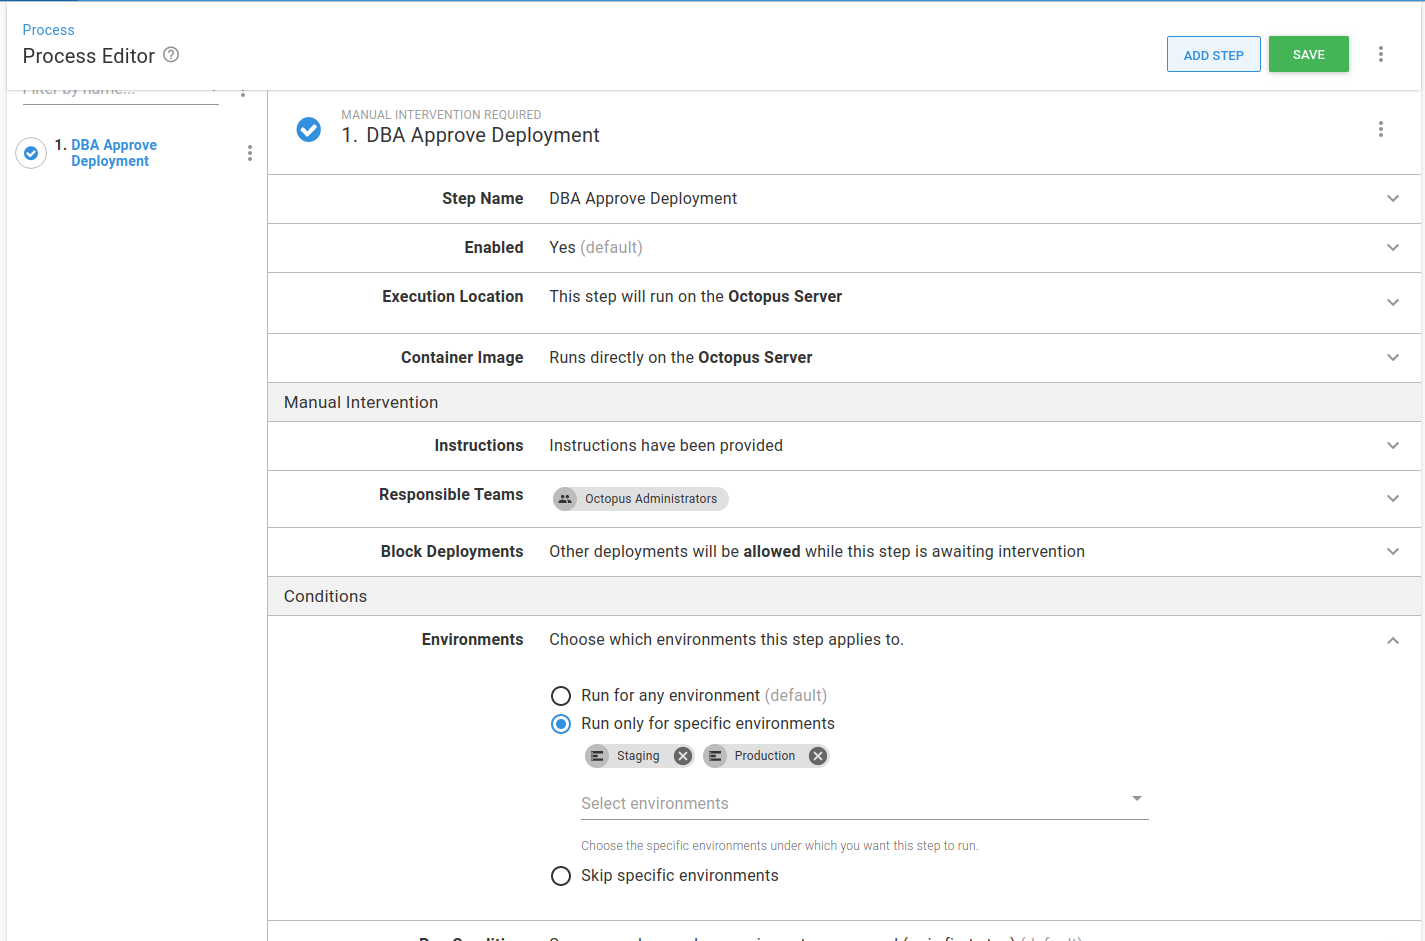 Process
Process Editor
ADD STEP
SAVE
Filter by name...
1. DBA Approve
Deployment
MANUAL INTERVENTION REQUIRED
1. DBA Approve Deployment
Step Name DBA Approve Deployment
Enabled Yes (default)
Execution Location This step will run on the Octopus Server
Container Image Runs directly on the Octopus Server
Manual Intervention
Instructions Instructions have been provided
Responsible Teams Octopus Administrators
Block Deployments Other deployments will be allowed while this step is awaiting intervention
Conditions
Environments Choose which environments this step applies to.
Run for any environment (default)
Run only for specific environments
Staging Production
Select environments
Choose the specific environments under which you want this step to run.
Skip specific environments